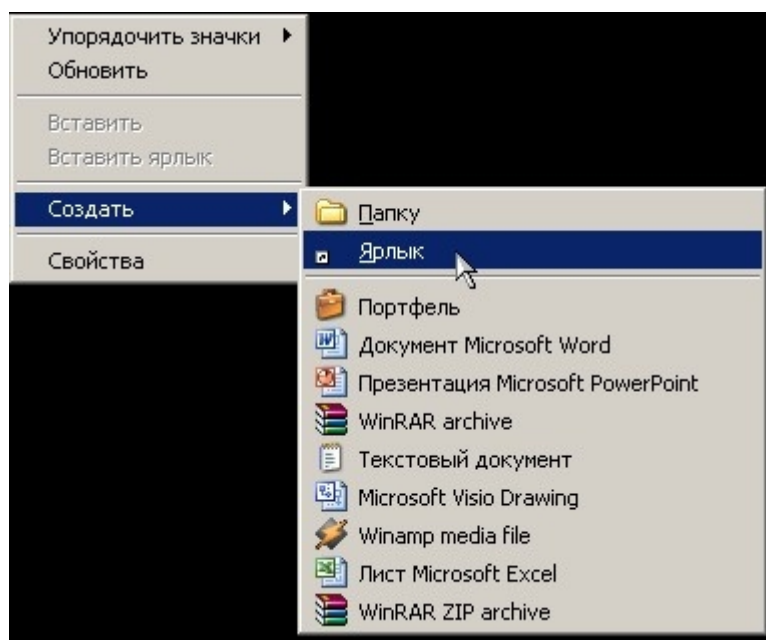 Упорядочить значки
Обновить
Вставить
Вставить ярлык
Создать
Свойства
Папку
Ярлык
Портфель
Документ Microsoft Word
Презентация Microsoft PowerPoint
WinRAR archive
Текстовый документ
Microsoft Visio Drawing
Winamp media file
Лист Microsoft Excel
WinRAR ZIP archive